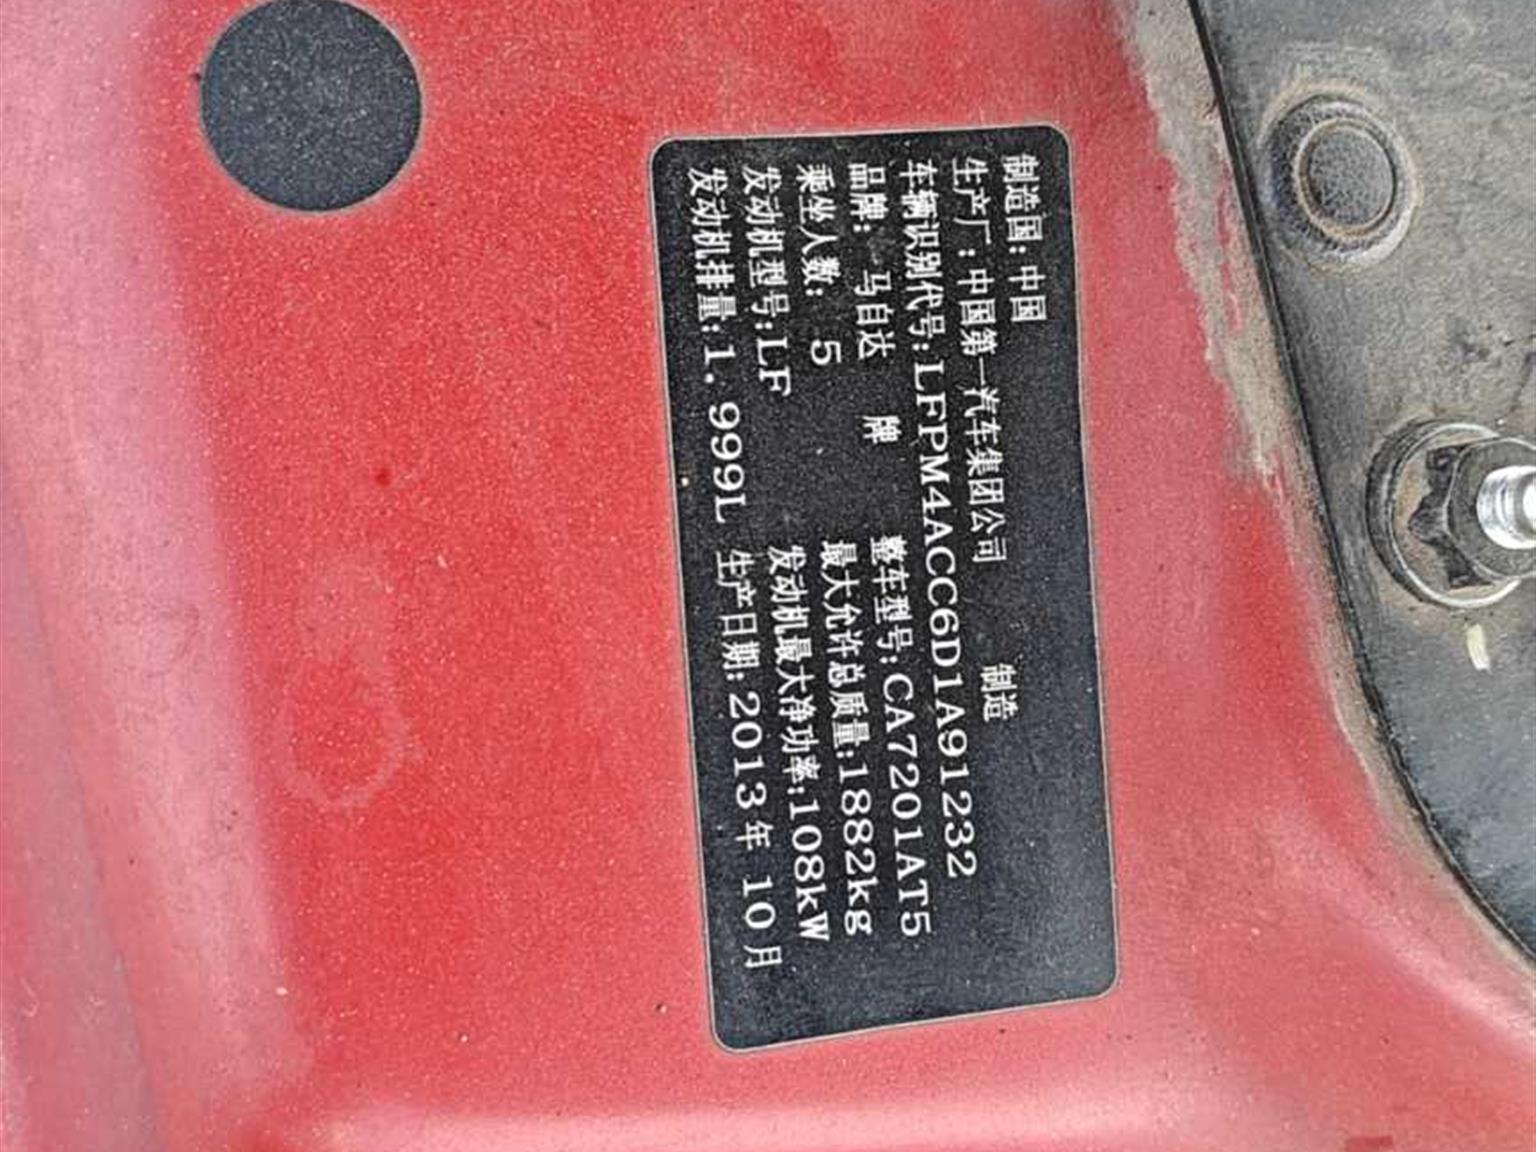 制造国:中国
生产厂:中国第一汽车集团公司 制造
车辆识别代号:LFPM4ACC6D1A91232
品牌: 马自达 牌 整车型号:CA7201AT5
乘坐人数: 5 最大允许总质量:1882kg
发动机型号:LF 发动机最大净功率:108kW
发动机排量:1.999L 生产日期:2013年 10月